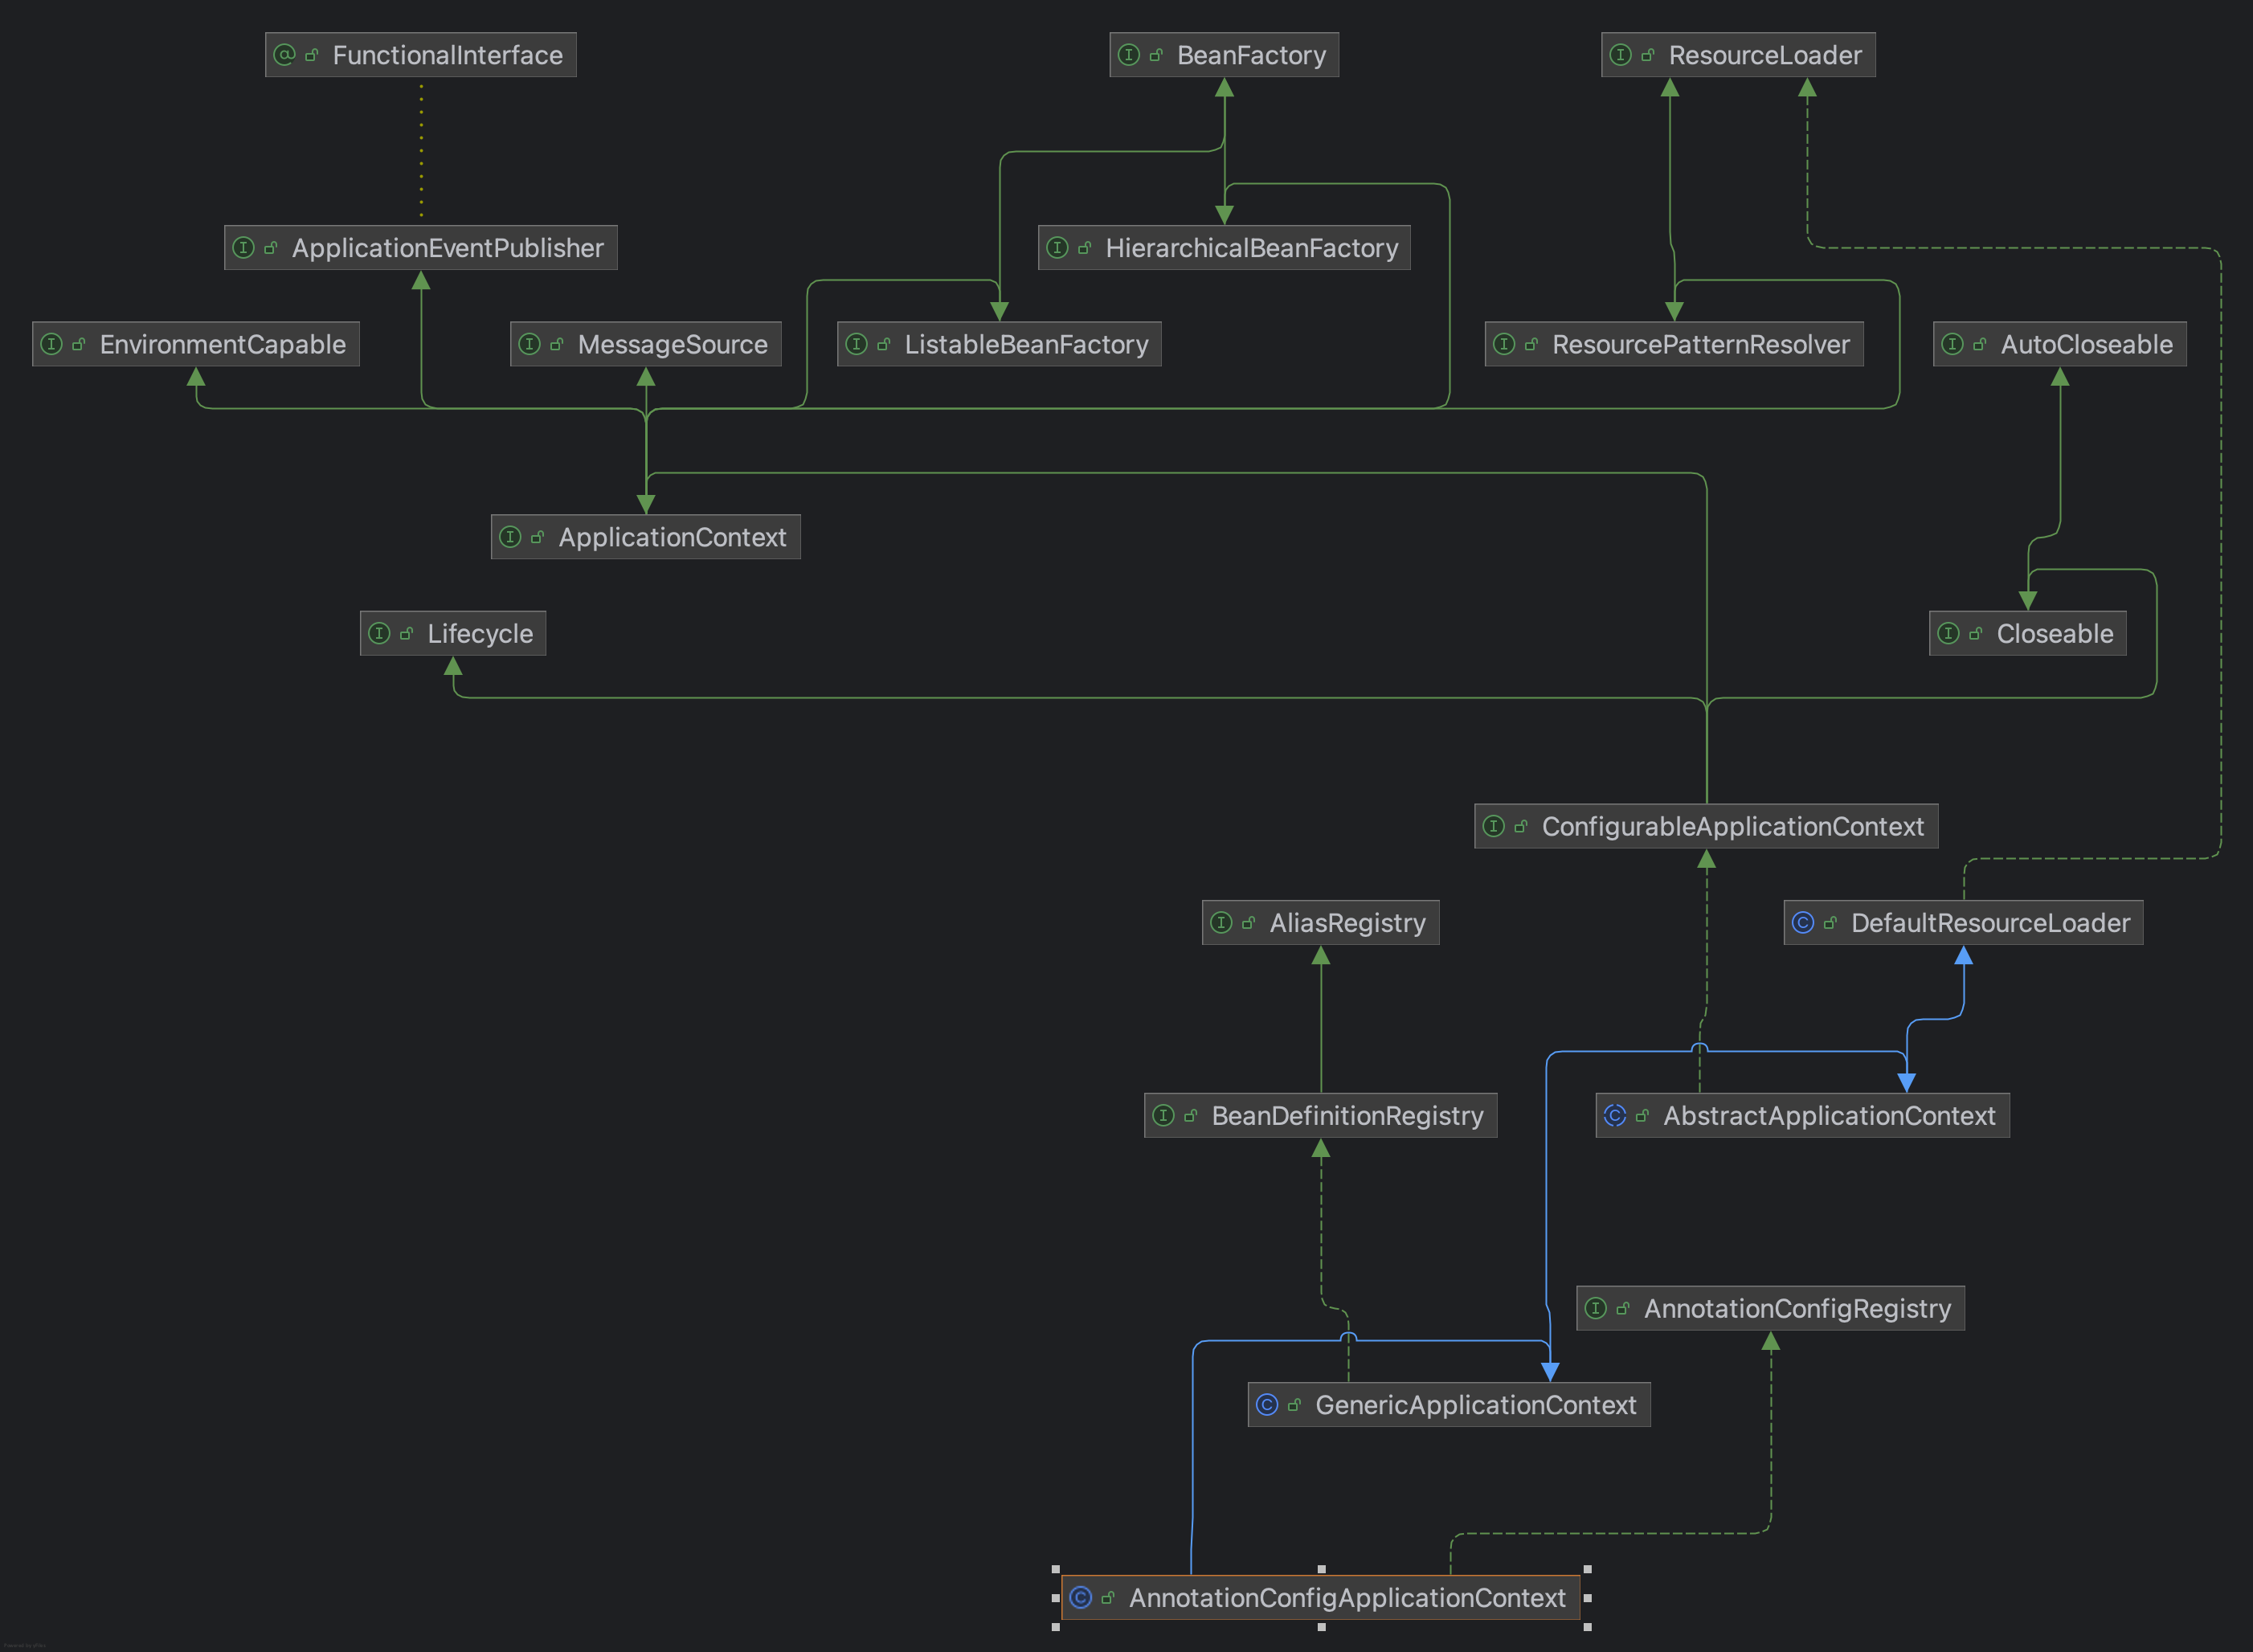 FunctionalInterface
BeanFactory
ResourceLoader
ApplicationEventPublisher
HierarchicalBeanFactory
EnvironmentCapable
MessageSource
ListableBeanFactory
ResourcePatternResolver
AutoCloseable
ApplicationContext
Lifecycle
Closeable
ConfigurableApplicationContext
AliasRegistry
DefaultResourceLoader
BeanDefinitionRegistry
AbstractApplicationContext
AnnotationConfigRegistry
GenericApplicationContext
AnnotationConfigApplicationContext